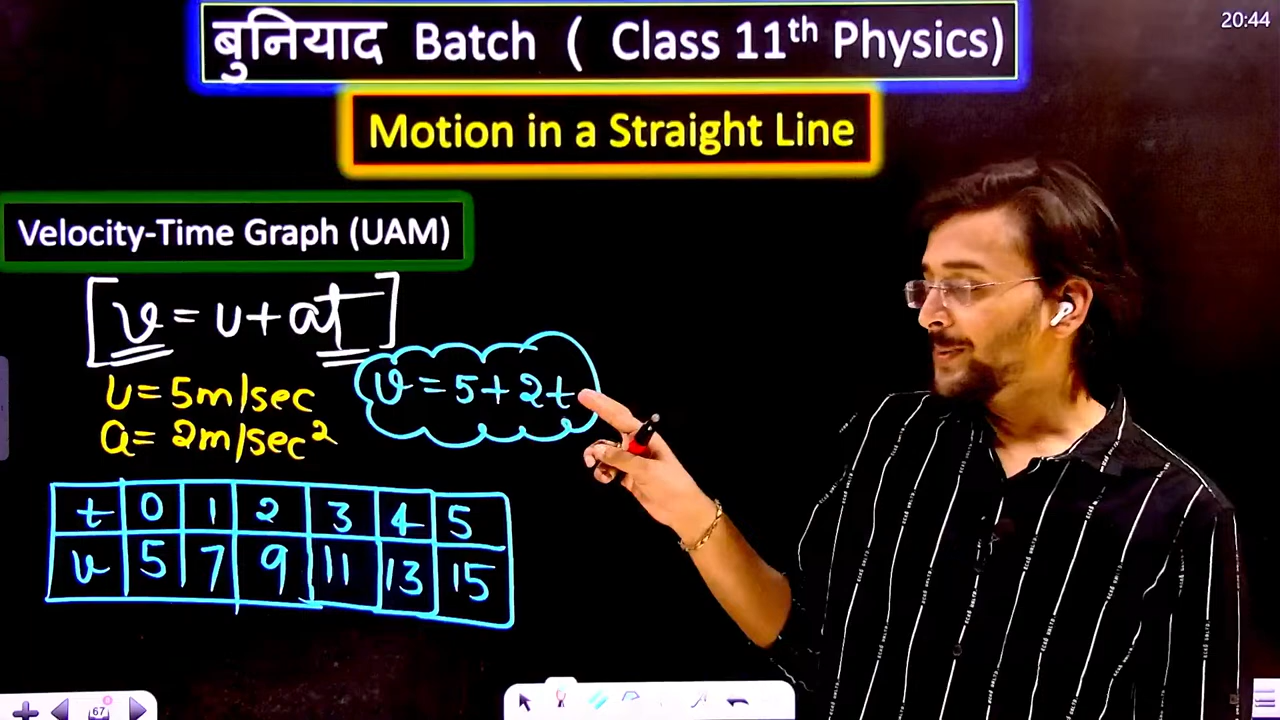 20:44
बुनियाद Batch ( Class 11th Physics)
Motion in a Straight Line
Velocity-Time Graph (UAM)
[v = u + at]
u = 5m/sec
v = 5 + 2t
a = 2m/sec²
t 0 1 2 3 4 5
v 5 7 9 11 13 15
67